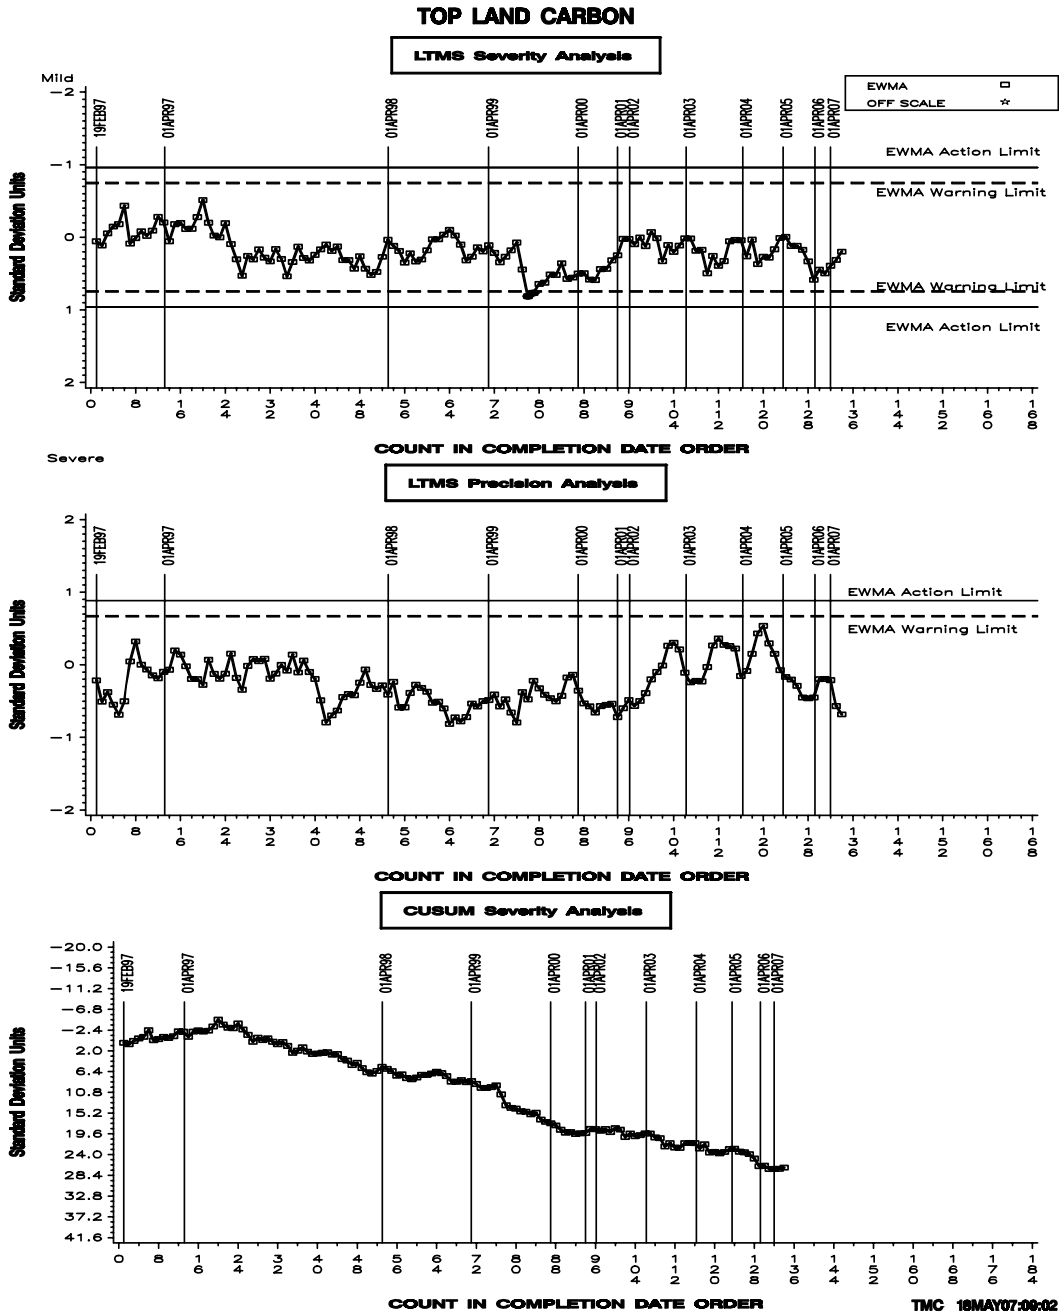 TOP LAND CARBON
LTMS Severity Analysis
Mild
EWMA
OFF SCALE
19FEB97 01APR97 01APR98 01APR99 01APR00 01APR01 01APR02 01APR03 01APR04 01APR05 01APR06 01APR07
Standard Deviation Units
-2
-1
0
1
2
EWMA Action Limit
EWMA Warning Limit
EWMA Warning Limit
EWMA Action Limit
0 8 16 24 32 40 48 56 64 72 80 88 96 104 112 120 128 136 144 152 160 168
COUNT IN COMPLETION DATE ORDER
Severe
LTMS Precision Analysis
19FEB97 01APR97 01APR98 01APR99 01APR00 01APR01 01APR02 01APR03 01APR04 01APR05 01APR06 01APR07
Standard Deviation Units
2
1
0
-1
-2
EWMA Action Limit
EWMA Warning Limit
0 8 16 24 32 40 48 56 64 72 80 88 96 104 112 120 128 136 144 152 160 168
COUNT IN COMPLETION DATE ORDER
CUSUM Severity Analysis
19FEB97 01APR97 01APR98 01APR99 01APR00 01APR01 01APR02 01APR03 01APR04 01APR05 01APR06 01APR07
Standard Deviation Units
-20.0
-15.6
-11.2
-6.8
-2.4
2.0
6.4
10.8
15.2
19.6
24.0
28.4
32.8
37.2
41.6
0 8 16 24 32 40 48 56 64 72 80 88 96 104 112 120 128 136 144 152 160 168 176 184
COUNT IN COMPLETION DATE ORDER
TMC 18MAY07:09:02